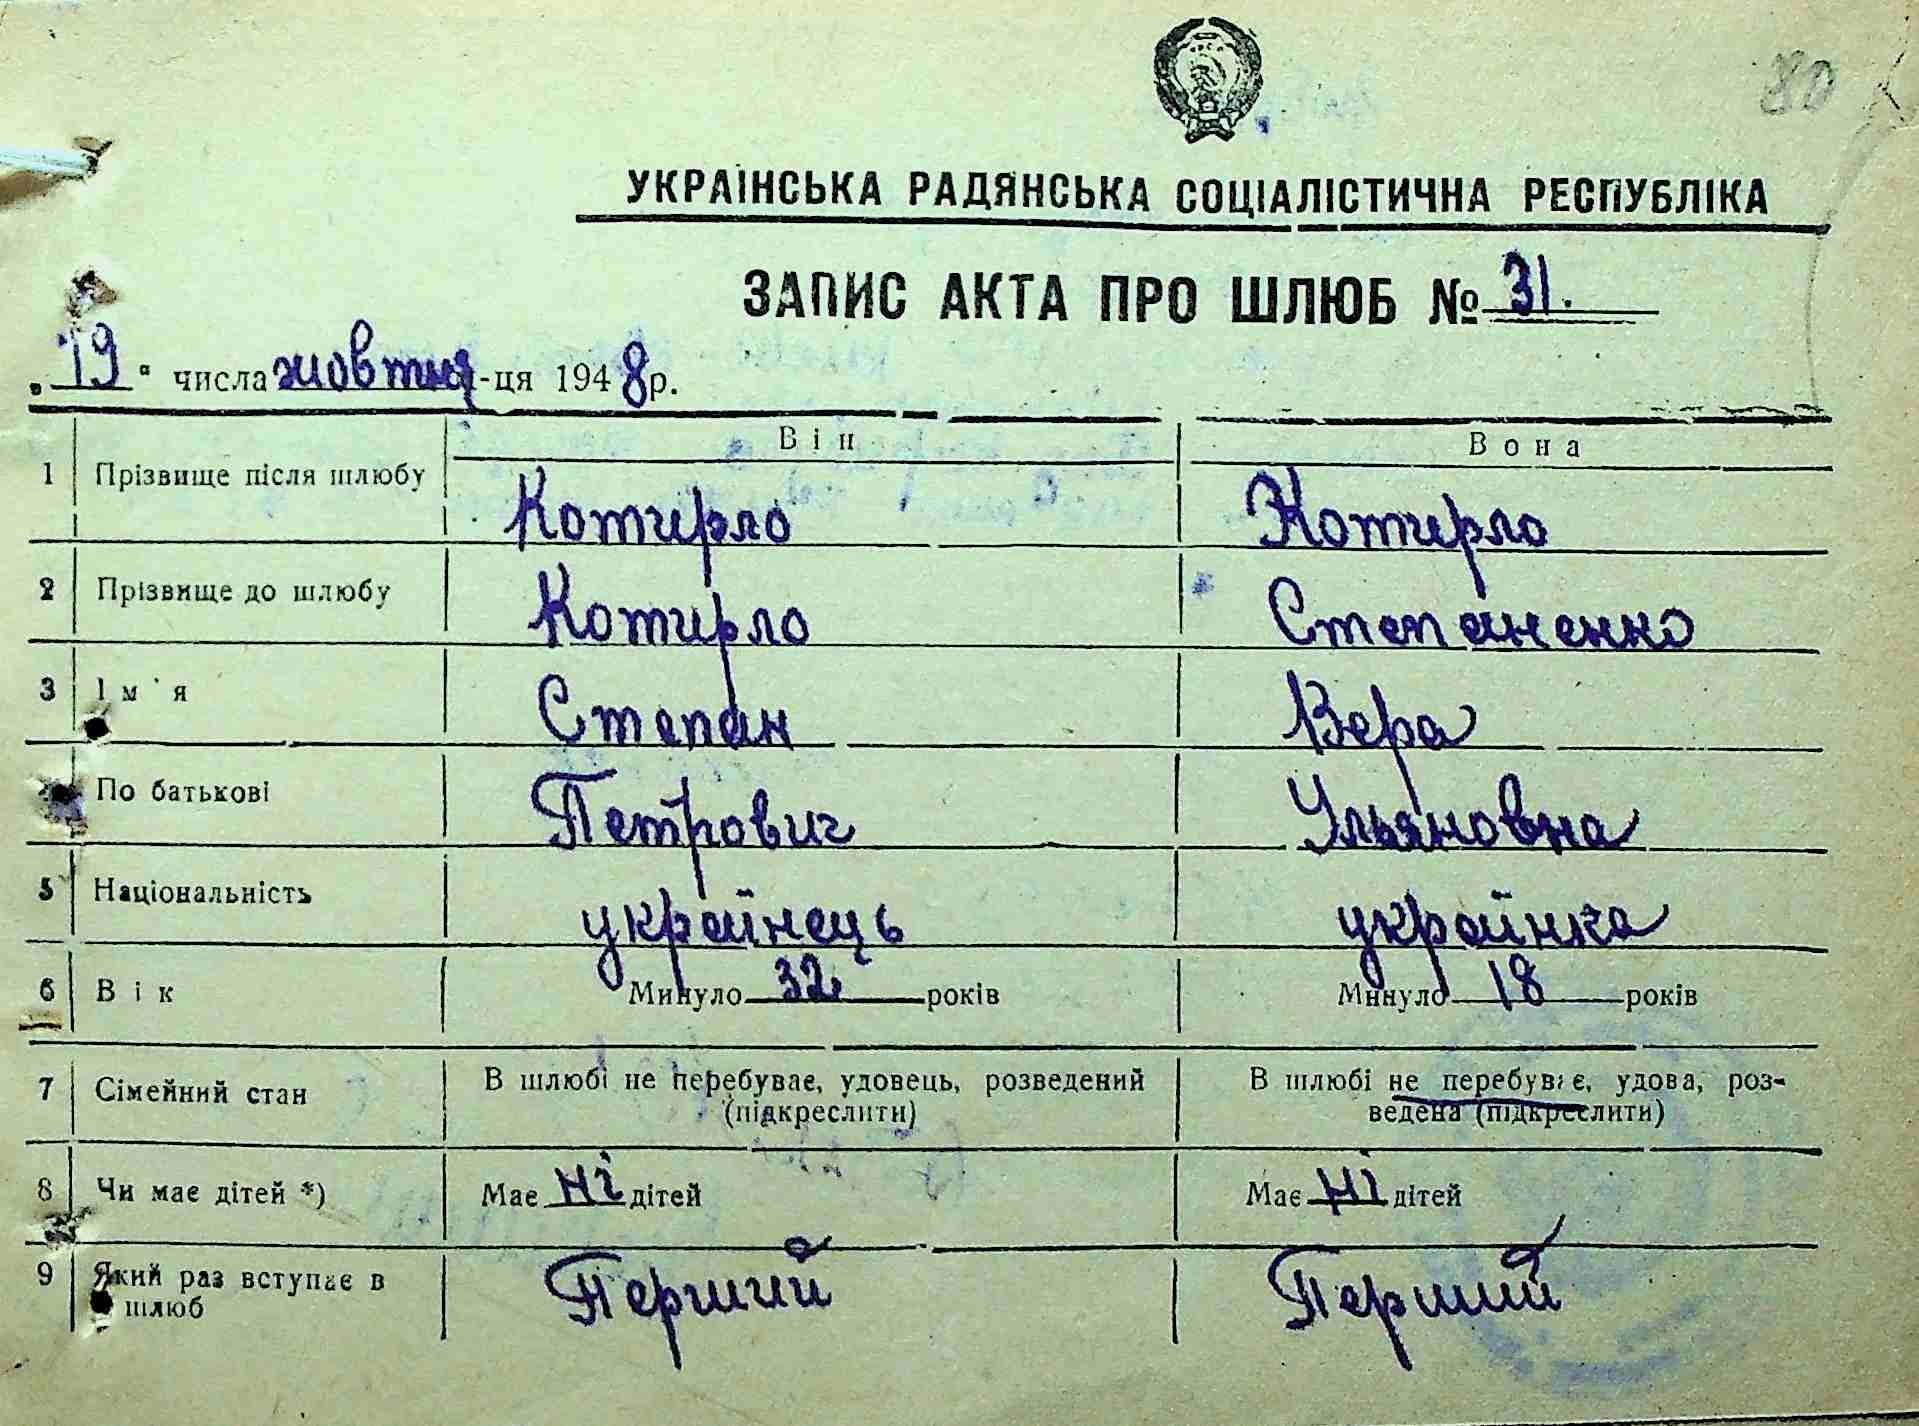 80
УКРАЇНСЬКА РАДЯНСЬКА СОЦІАЛІСТИЧНА РЕСПУБЛІКА
ЗАПИС АКТА ПРО ШЛЮБ № 31.
„19“ числа жовтня-ця 1948р.
Він Вона
1 Прізвище після шлюбу Котирло Котирло
2 Прізвище до шлюбу Котирло Степаненко
3 Ім'я Степан Вера
По батькові Петрович Ульяновна
5 Національність українець українка
6 Вік Минуло 32 років Минуло 18 років
7 Сімейний стан В шлюбі не перебуває, удовець, розведений В шлюбі не перебуває, удова, роз-
(підкреслити) ведена (підкреслити)
8 Чи має дітей *) Має ні дітей Має ні дітей
9 Який раз вступає в Перший Перший
шлюб